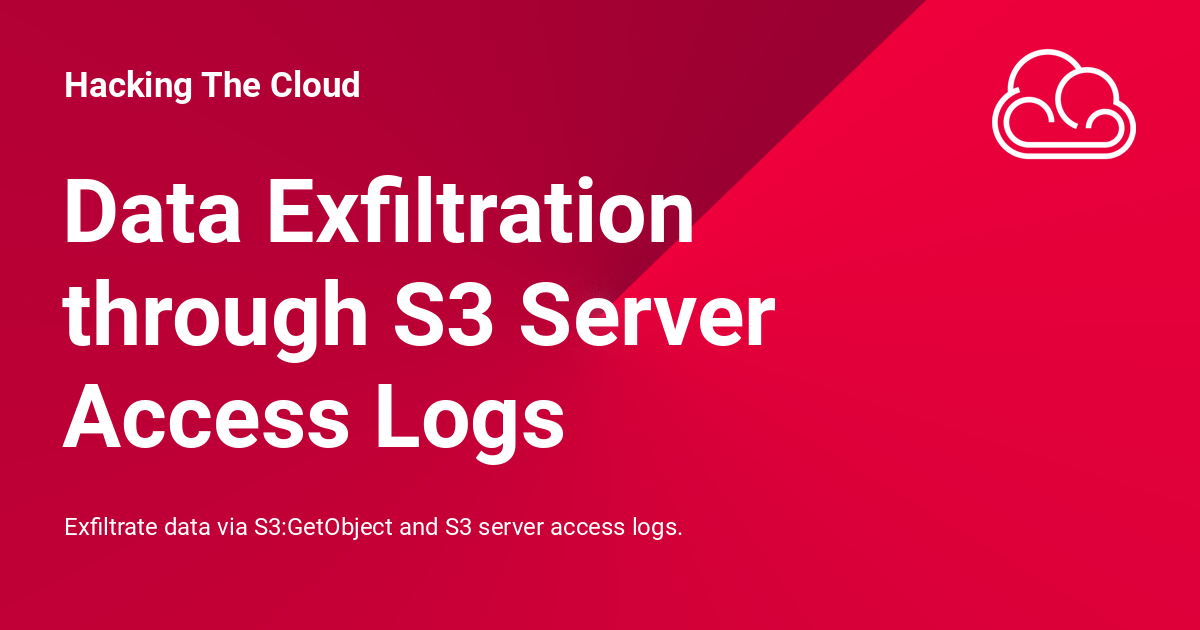 Hacking The Cloud
Data Exfiltration
through S3 Server
Access Logs
Exfiltrate data via S3:GetObject and S3 server access logs.